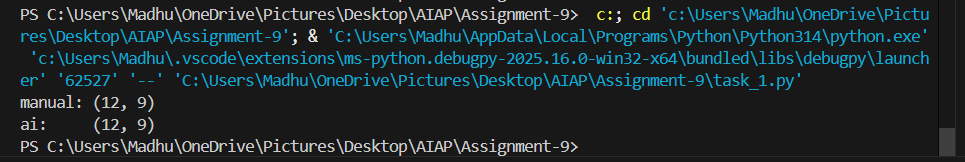 PS C:\Users\Madhu\OneDrive\Pictures\Desktop\AIAP\Assignment-9>  c:; cd 'c:\Users\Madhu\OneDrive\Pictu
res\Desktop\AIAP\Assignment-9'; & 'C:\Users\Madhu\AppData\Local\Programs\Python\Python314\python.exe'
 'c:\Users\Madhu\.vscode\extensions\ms-python.debugpy-2025.16.0-win32-x64\bundled\libs\debugpy\launch
er' '62527' '--' 'C:\Users\Madhu\OneDrive\Pictures\Desktop\AIAP\Assignment-9\task_1.py'
manual: (12, 9)
ai:     (12, 9)
PS C:\Users\Madhu\OneDrive\Pictures\Desktop\AIAP\Assignment-9>